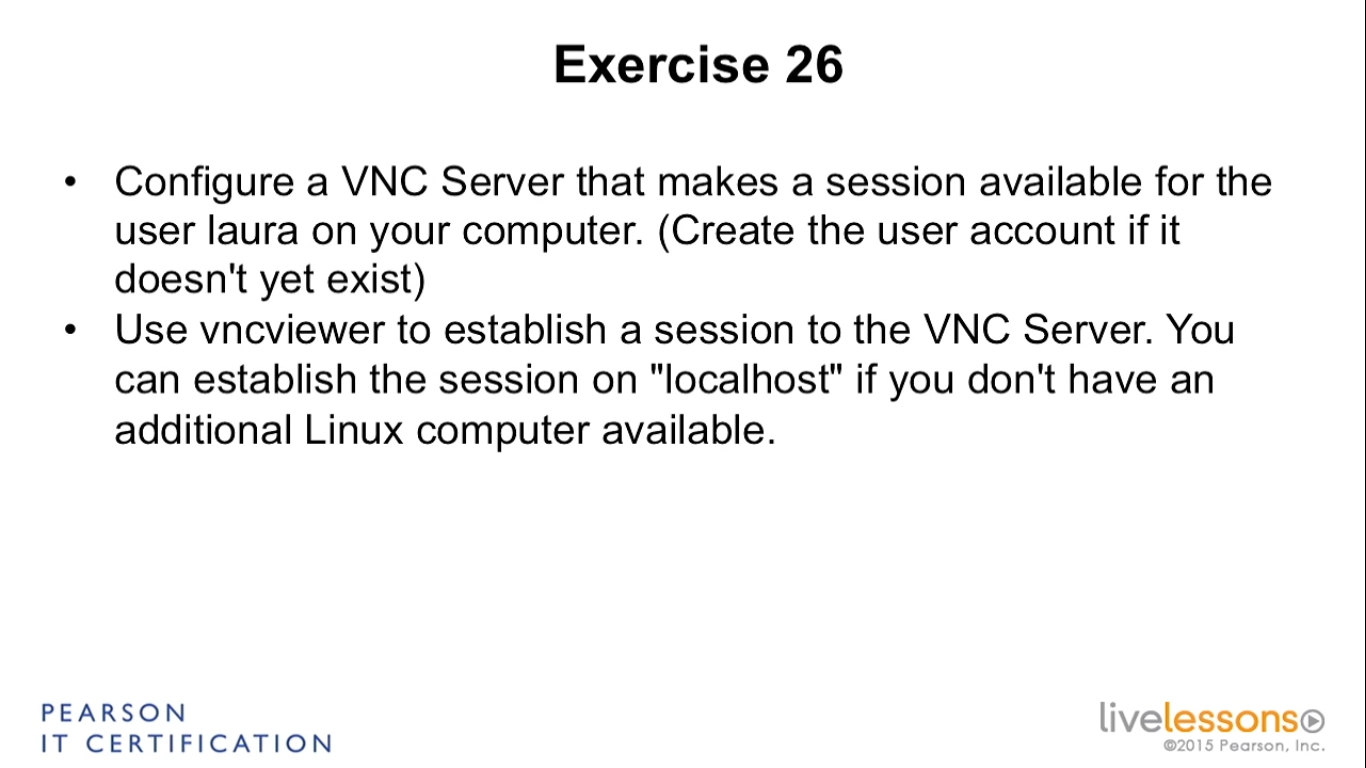 Exercise 26
• Configure a VNC Server that makes a session available for the
user laura on your computer. (Create the user account if it
doesn't yet exist)
• Use vncviewer to establish a session to the VNC Server. You
can establish the session on "localhost" if you don't have an
additional Linux computer available.
PEARSON
IT CERTIFICATION
livelessons
©2015 Pearson, Inc.